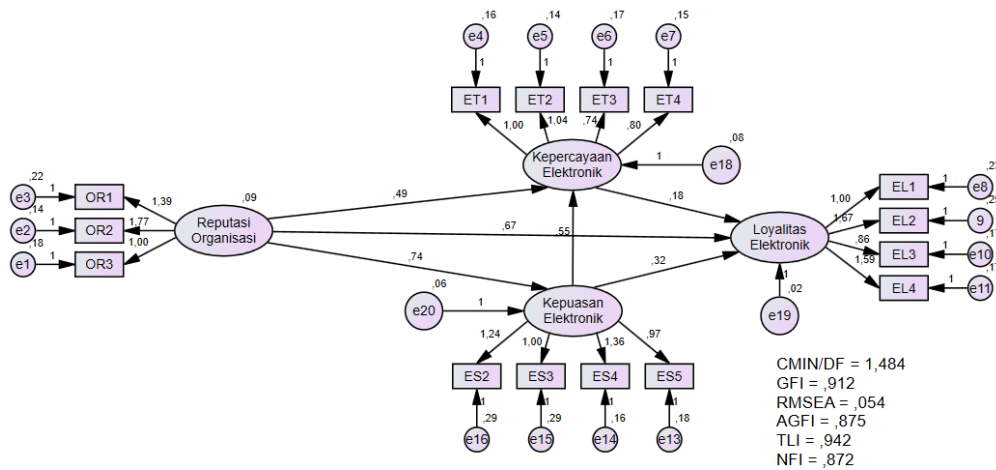 ,16
,14
,17
,15
e4
e5
e6
e7
1
1
1
1
ET1
ET2
ET3
ET4
1,00
1,04
,74
,80
,08
Kepercayaan
Elektronik
1
e18
,22
e3
1
OR1
1,39
,14
e2
1
OR2
1,77
,18
e1
1
OR3
1,00
,09
Reputasi
Organisasi
,49
,67
,74
,55
,18
,32
Loyalitas
Elektronik
1,00
EL1
1
e8
1,67
EL2
1
9
,86
EL3
1
e10
1,59
EL4
1
e11
1
,02
e19
,06
e20
1
Kepuasan
Elektronik
1,24
1,00
1,36
,97
ES2
ES3
ES4
ES5
1
1
1
1
,29
,29
,16
,18
e16
e15
e14
e13
CMIN/DF = 1,484
GFI = ,912
RMSEA = ,054
AGFI = ,875
TLI = ,942
NFI = ,872